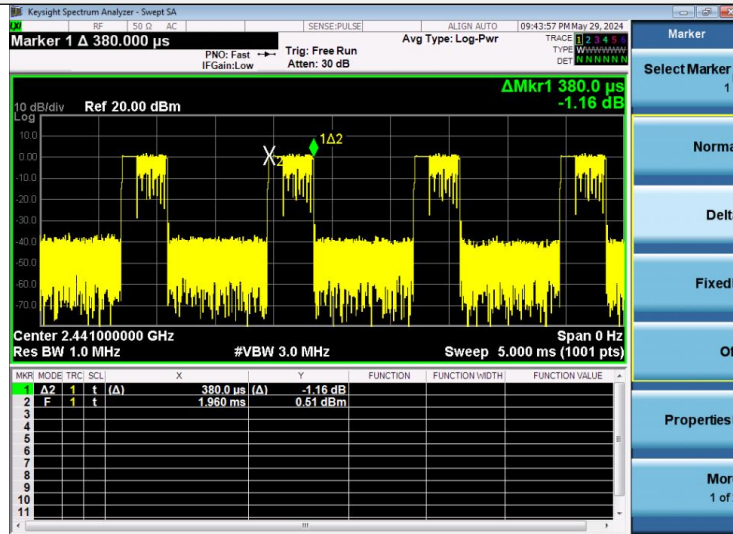 Keysight Spectrum Analyzer - Swept SA
RF 50 Ω AC SENSE:PULSE ALIGN AUTO 09:43:57 PM May 29, 2024
Marker 1 Δ 380.000 µs
Avg Type: Log-Pwr
TRACE 1 2 3 4 5 6
TYPE W
DET N N N N N N
PNO: Fast
IFGain:Low
Trig: Free Run
Atten: 30 dB
ΔMkr1 380.0 µs
-1.16 dB
10 dB/div Ref 20.00 dBm
Log
10.0
0.00
-10.0
-20.0
-30.0
-40.0
-50.0
-60.0
-70.0
X2
1Δ2
Center 2.441000000 GHz Span 0 Hz
Res BW 1.0 MHz #VBW 3.0 MHz Sweep 5.000 ms (1001 pts)
MKR MODE TRC SCL X Y FUNCTION FUNCTION WIDTH FUNCTION VALUE
1 Δ2 1 t (Δ) 380.0 µs (Δ) -1.16 dB
2 F 1 t 1.960 ms 0.51 dBm
3
4
5
6
7
8
9
10
11
Marker
Select Marker
1
Norma
Delt
Fixed
Of
Properties
Mor
1 of